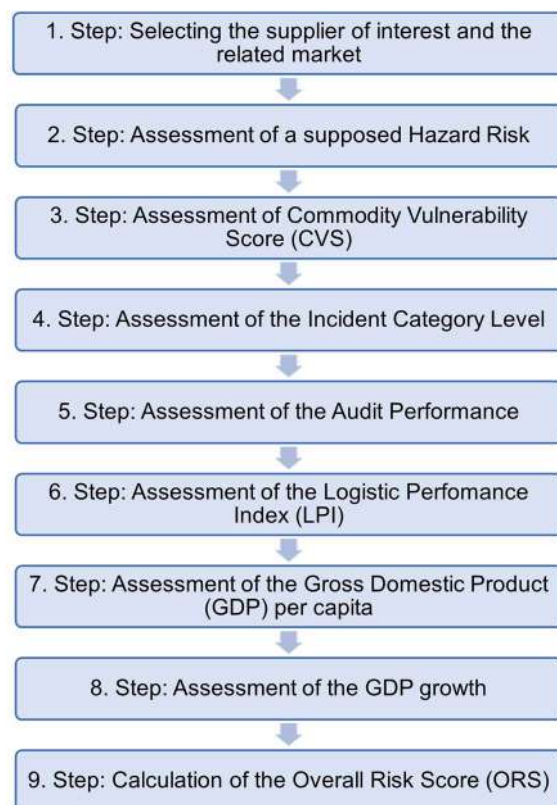 1. Step: Selecting the supplier of interest and the
related market
2. Step: Assessment of a supposed Hazard Risk
3. Step: Assessment of Commodity Vulnerability
Score (CVS)
4. Step: Assessment of the Incident Category Level
5. Step: Assessment of the Audit Performance
6. Step: Assessment of the Logistic Perfomance
Index (LPI)
7. Step: Assessment of the Gross Domestic Product
(GDP) per capita
8. Step: Assessment of the GDP growth
9. Step: Calculation of the Overall Risk Score (ORS)